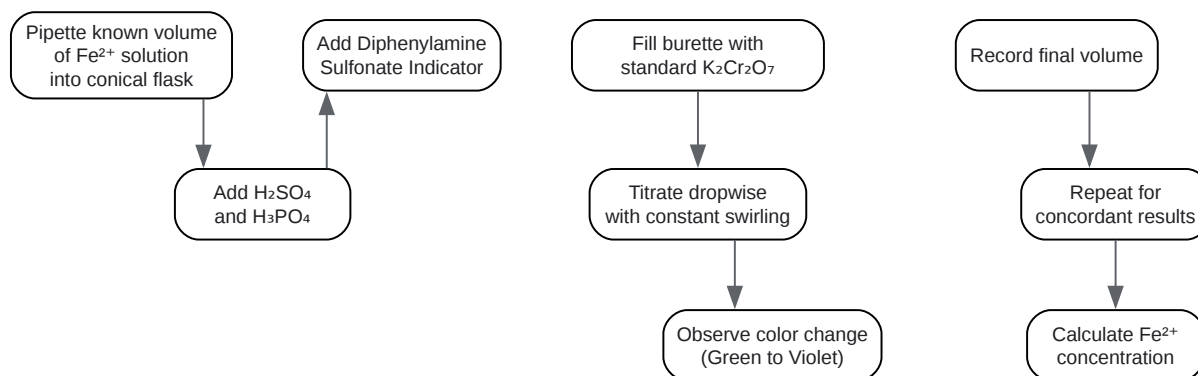 Pipette known volume
of Fe²⁺ solution
into conical flask
Add H₂SO₄
and H₃PO₄
Add Diphenylamine
Sulfonate Indicator
Fill burette with
standard K₂Cr₂O₇
Titrate dropwise
with constant swirling
Observe color change
(Green to Violet)
Record final volume
Repeat for
concordant results
Calculate Fe²⁺
concentration